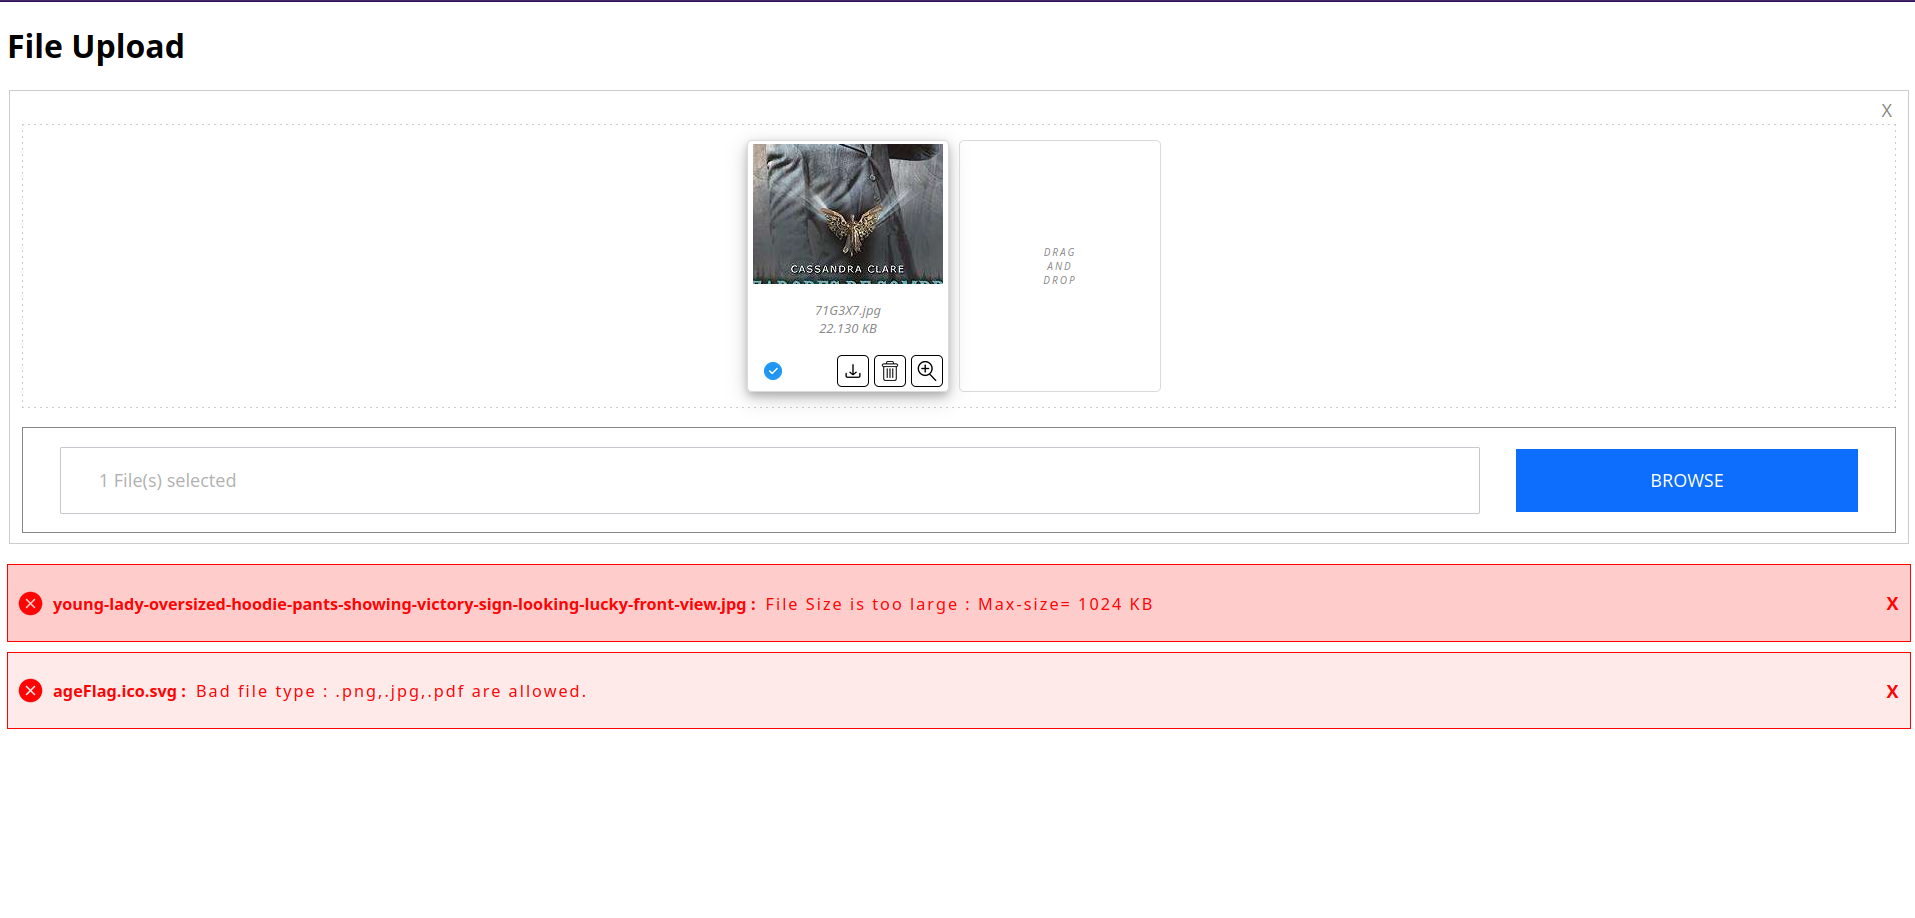 File Upload
X
CASSANDRA CLARE
71G3X7.jpg
22.130 KB
DRAG
AND
DROP
1 File(s) selected
BROWSE
young-lady-oversized-hoodie-pants-showing-victory-sign-looking-lucky-front-view.jpg : File Size is too large : Max-size= 1024 KB
X
ageFlag.ico.svg : Bad file type : .png,.jpg,.pdf are allowed.
X